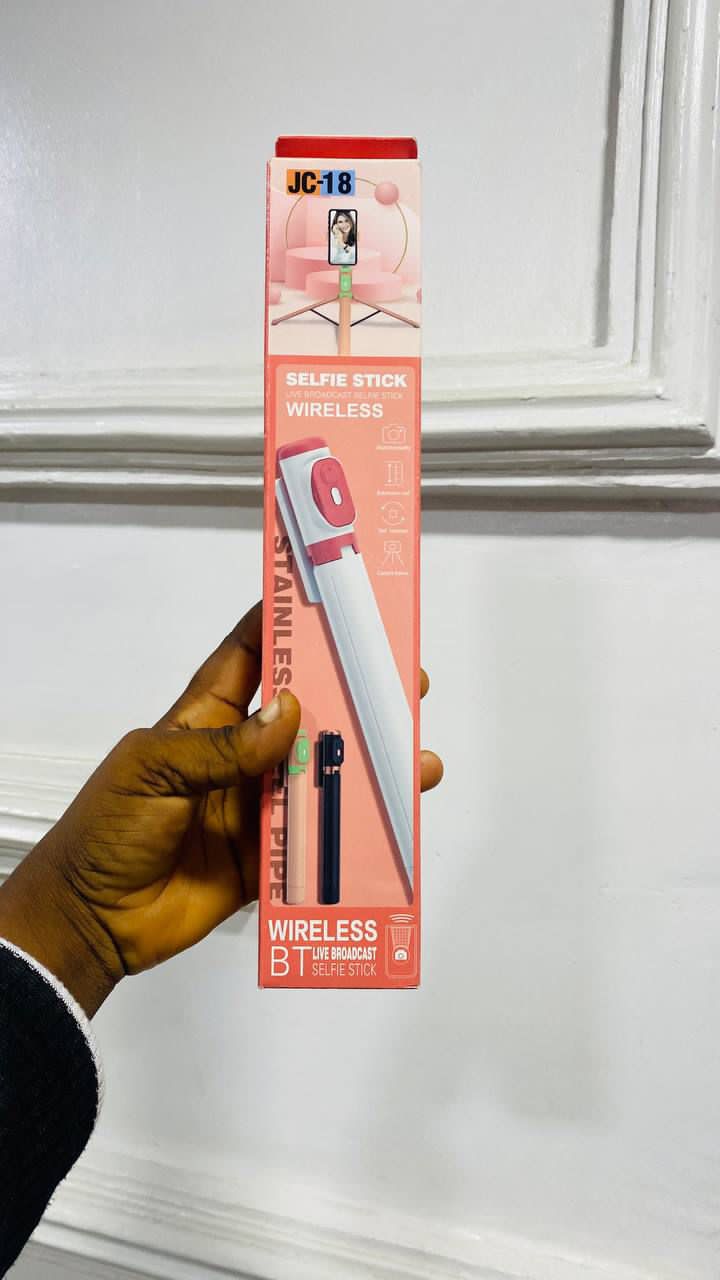 JC-18
SELFIE STICK
LIVE BROADCAST SELFIE STICK
WIRELESS
STAINLESS
PIPE
WIRELESS
BT LIVE BROADCAST
SELFIE STICK